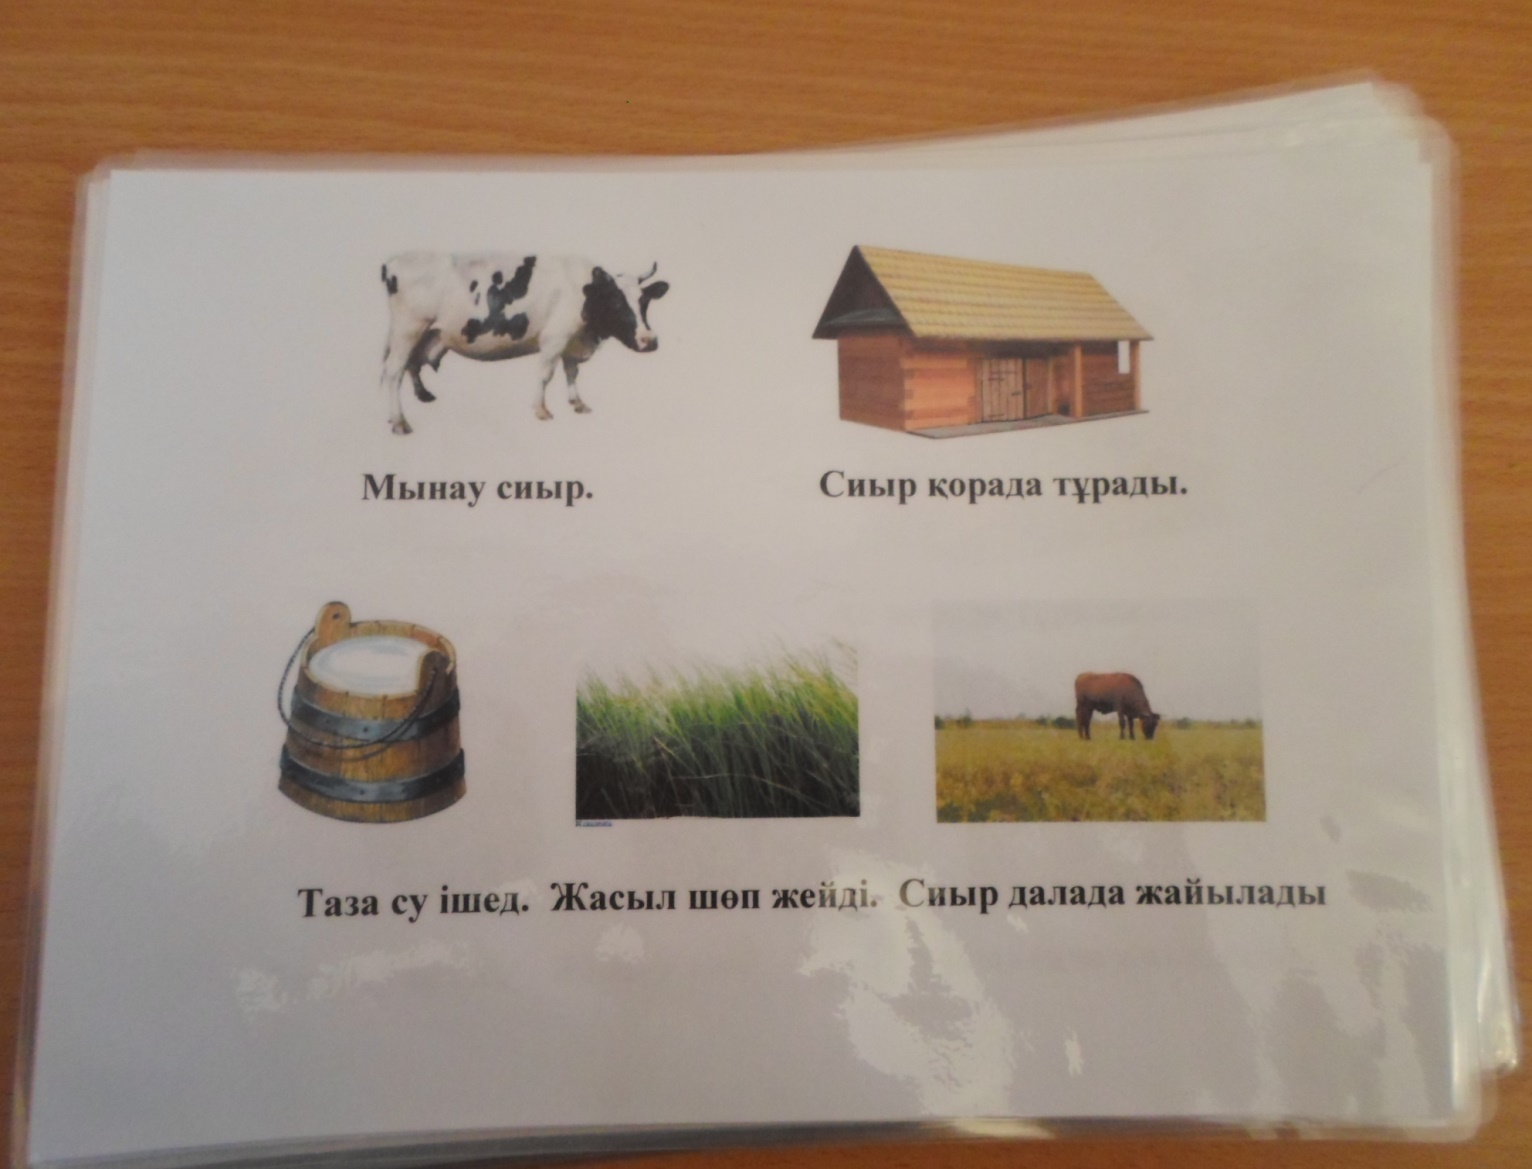 Мынау сиыр.
Сиыр қорада тұрады.
Таза су ішед. Жасыл шөп жейді. Сиыр далада жайылады